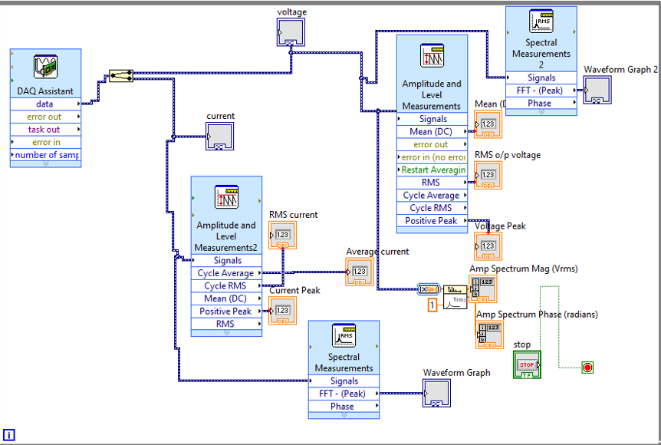 voltage
DAQ Assistant
data
error out
task out
error in
number of samp
current
Amplitude and
Level
Measurements
Signals
Mean (DC)
error out
error in (no erro
Restart Averagin
RMS
Cycle Average
Cycle RMS
Positive Peak
Spectral
Measurements
2
Signals
FFT - (Peak)
Phase
Waveform Graph 2
Mean (D
RMS o/p voltage
Voltage Peak
Amplitude and
Level
Measurements2
Signals
Cycle Average
Cycle RMS
Mean (DC)
Positive Peak
RMS
RMS current
Average current
Current Peak
1
Amp Spectrum Mag (Vrms)
Amp Spectrum Phase (radians)
stop
STOP
TF
Spectral
Measurements
Signals
FFT - (Peak)
Phase
Waveform Graph
i